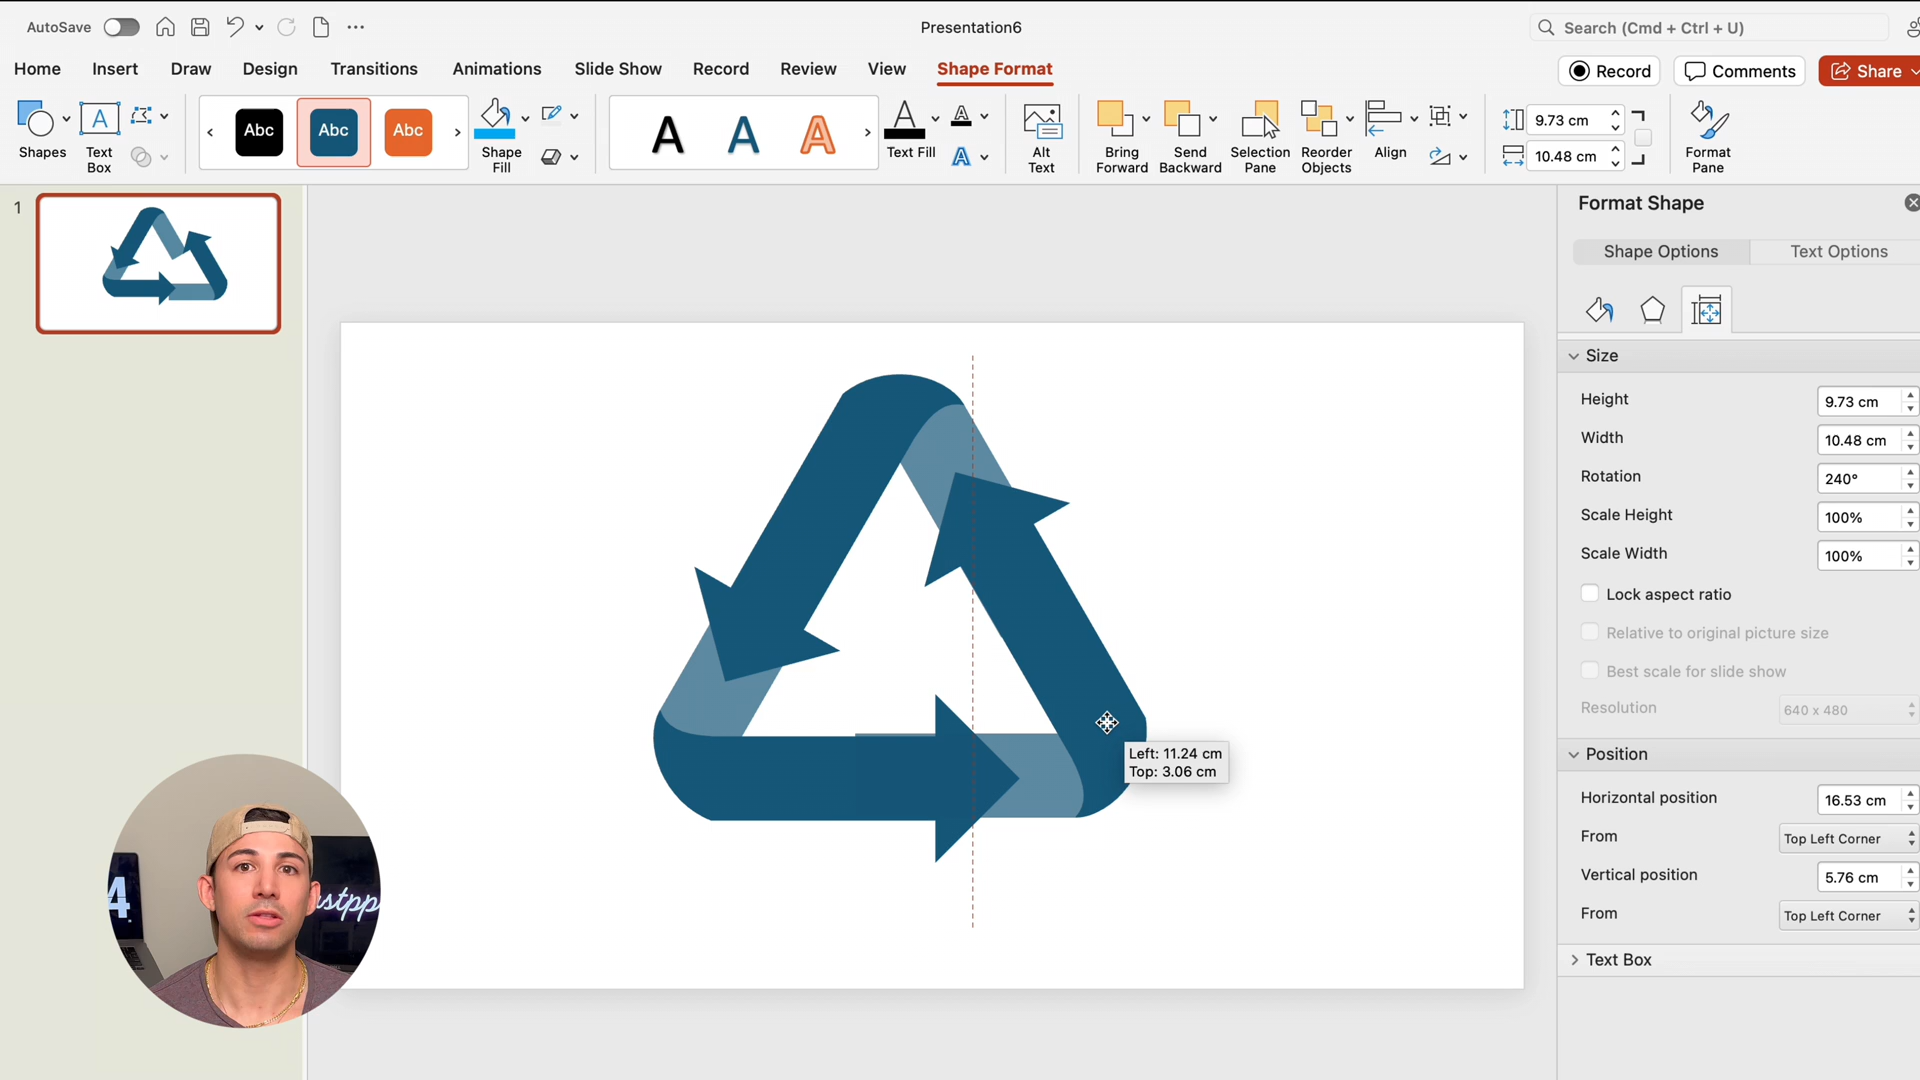 AutoSave
Presentation6
Search (Cmd + Ctrl + U)
Home Insert Draw Design Transitions Animations Slide Show Record Review View Shape Format
Record Comments Share
Shapes
Text Box
Abc Abc Abc
Shape Fill
A A A
Text Fill
Alt Text
Bring Forward
Send Backward
Selection Pane
Reorder Objects
Align
9.73 cm
10.48 cm
Format Pane
1
Format Shape
Shape Options Text Options
Size
Height 9.73 cm
Width 10.48 cm
Rotation 240°
Scale Height 100%
Scale Width 100%
Lock aspect ratio
Relative to original picture size
Best scale for slide show
Resolution 640 x 480
Position
Horizontal position 16.53 cm
From Top Left Corner
Vertical position 5.76 cm
From Top Left Corner
Text Box
Left: 11.24 cm
Top: 3.06 cm
4
stpp